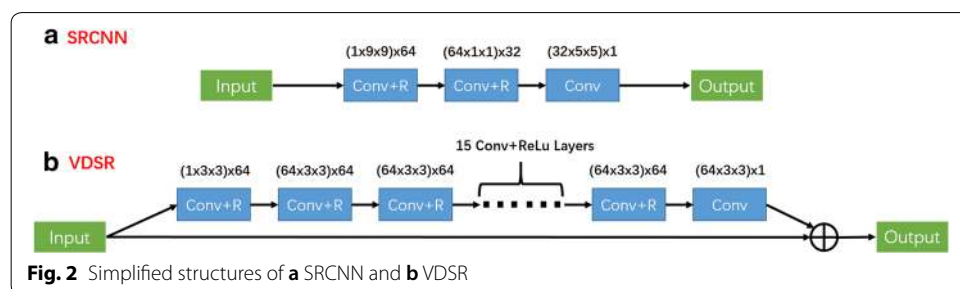 a SRCNN
(1x9x9)x64 (64x1x1)x32 (32x5x5)x1
Input Conv+R Conv+R Conv Output
b VDSR
15 Conv+ReLu Layers
(1x3x3)x64 (64x3x3)x64 (64x3x3)x64 (64x3x3)x64 (64x3x3)x1
Conv+R Conv+R Conv+R Conv+R Conv
Input Output
Fig. 2 Simplified structures of a SRCNN and b VDSR